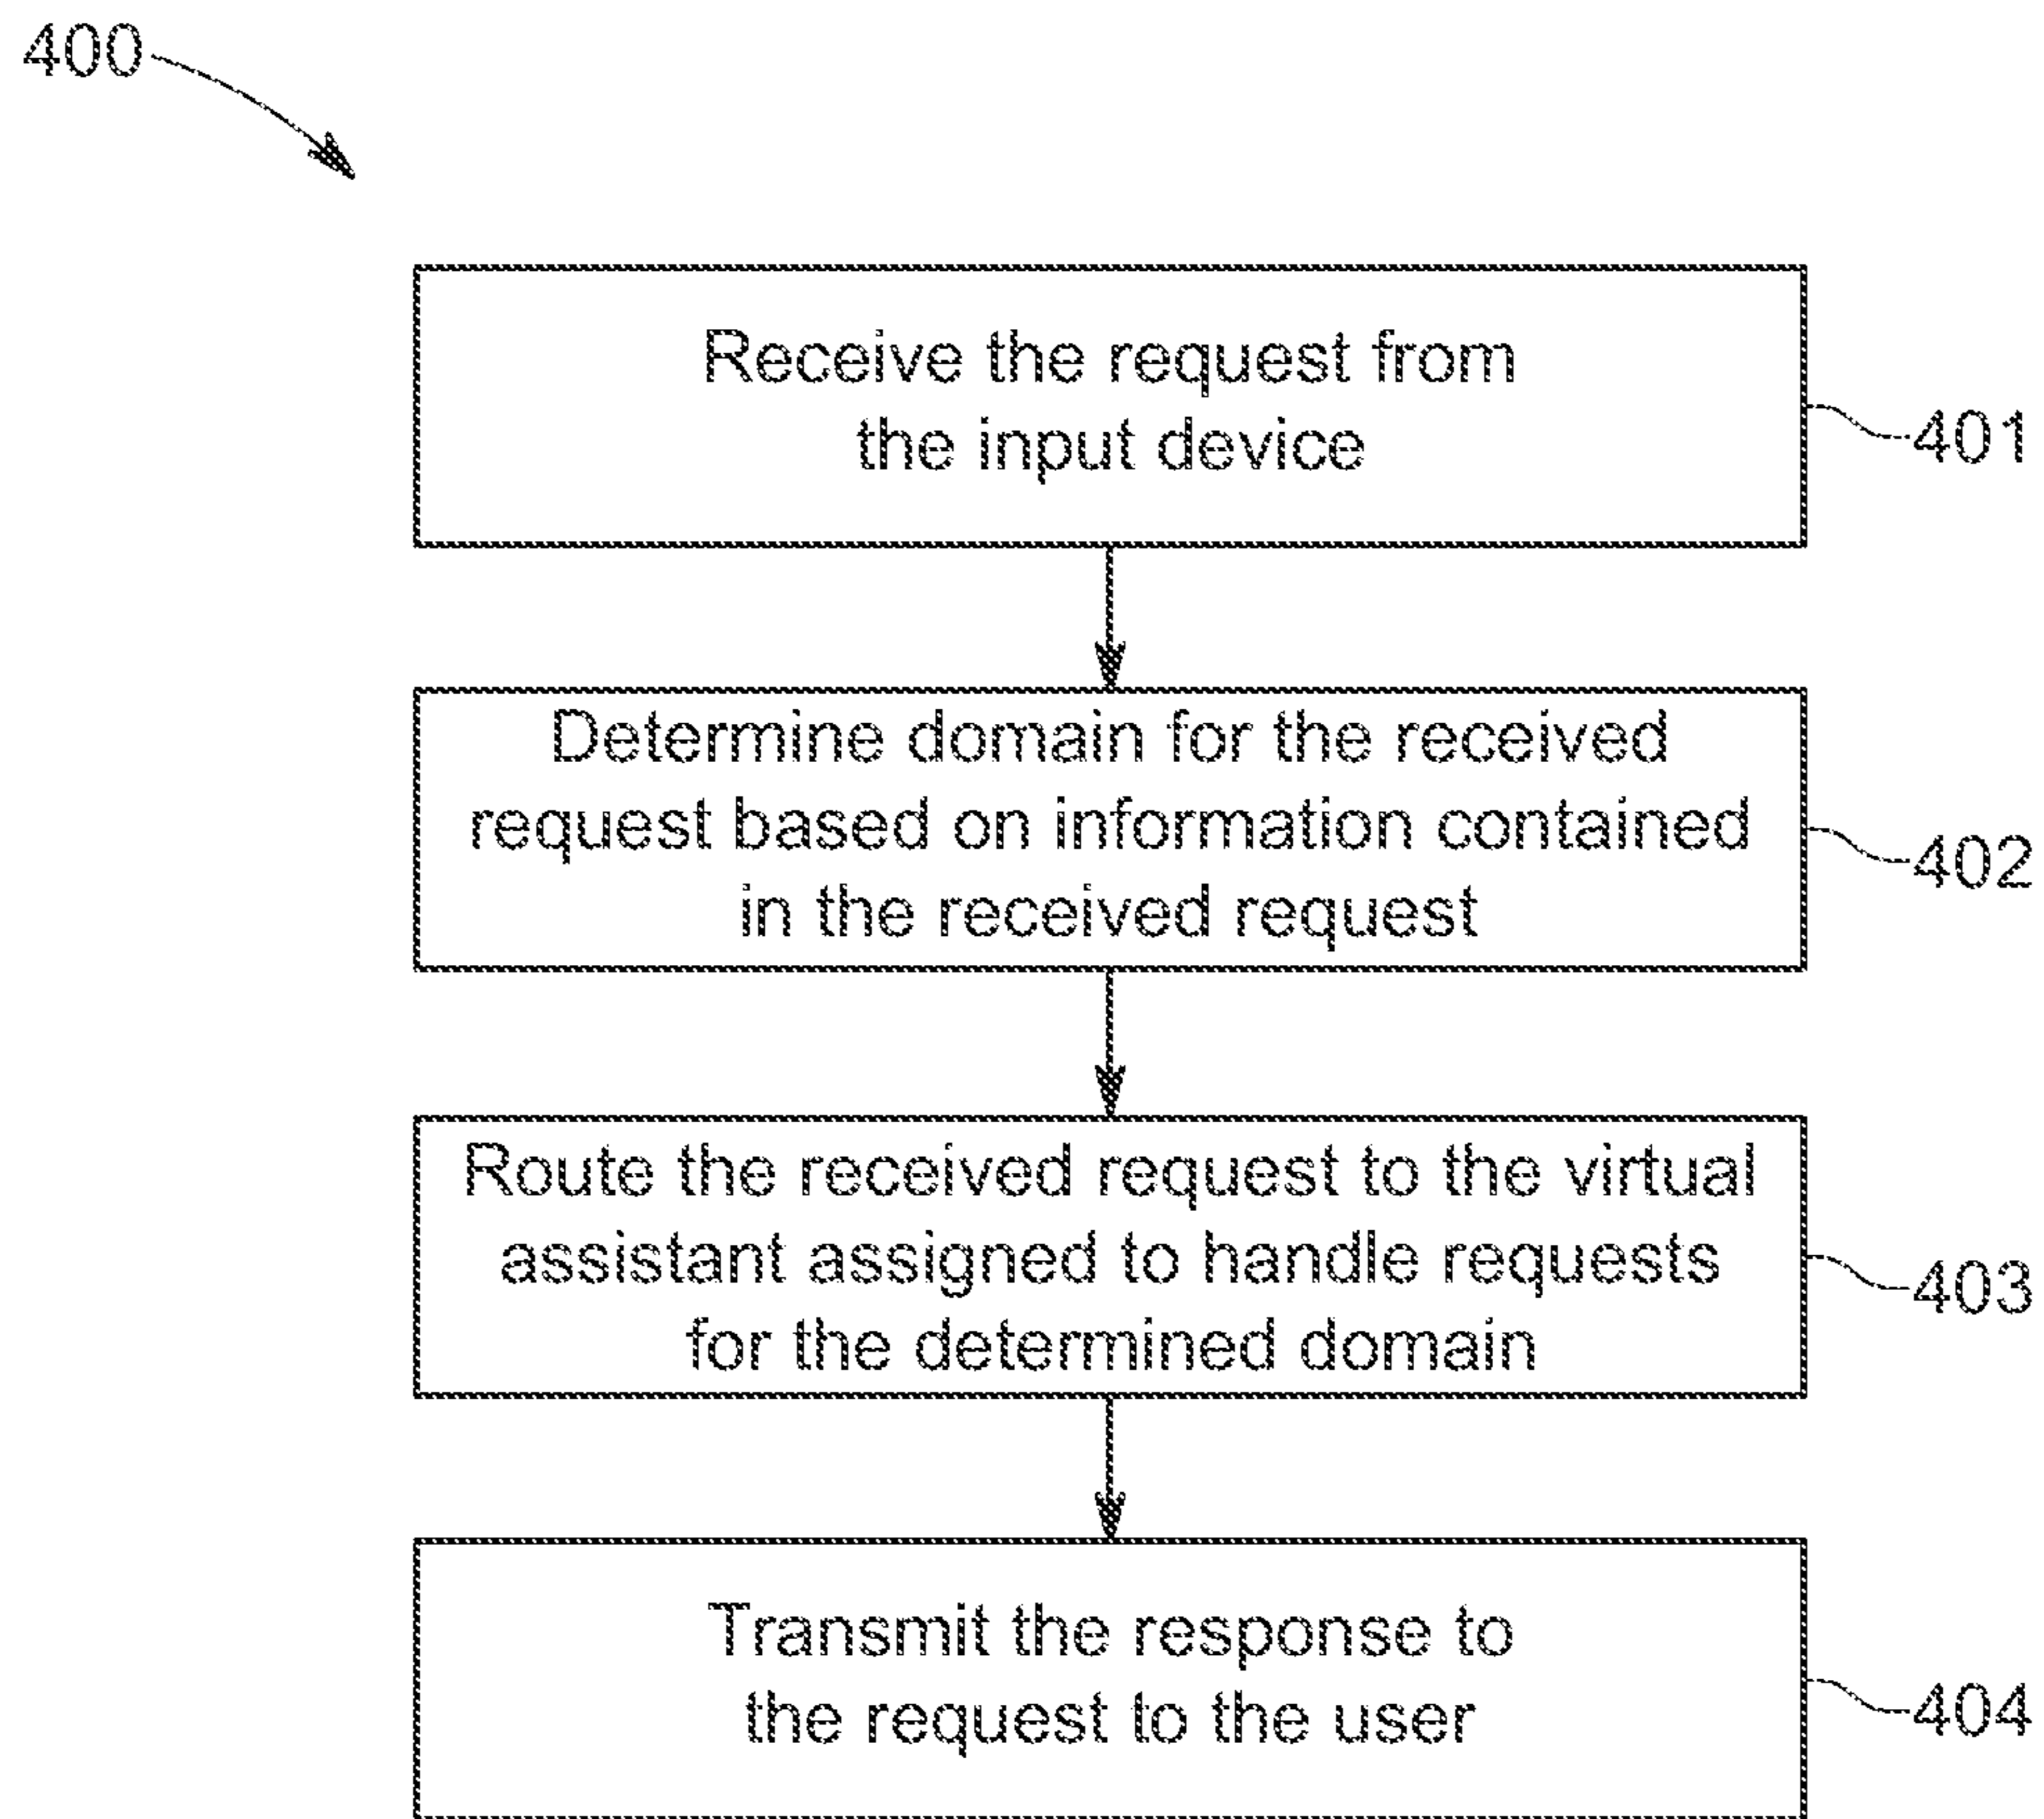 400
Receive the request from
the input device
401
Determine domain for the received
request based on information contained
in the received request
402
Route the received request to the virtual
assistant assigned to handle requests
for the determined domain
403
Transmit the response to
the request to the user
404